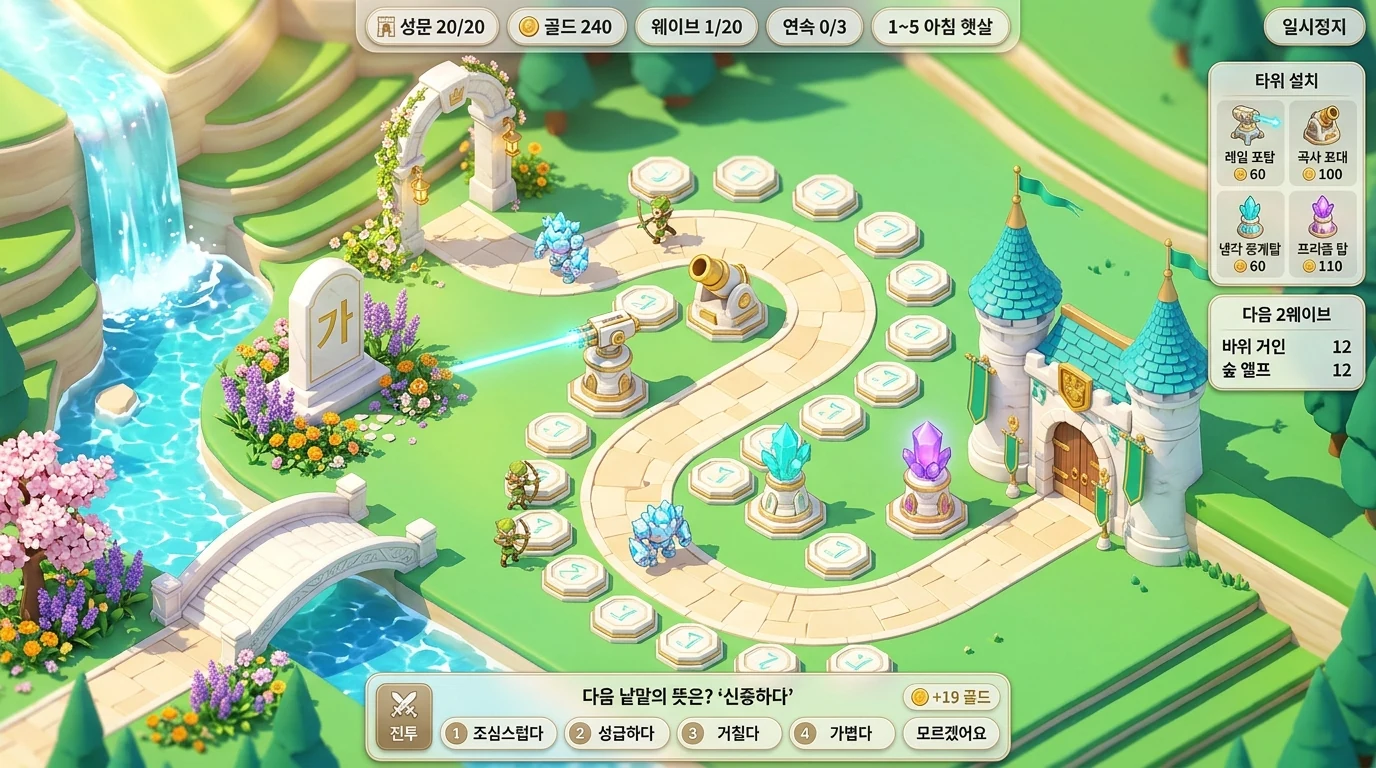 성문 20/20
골드 240
웨이브 1/20
연속 0/3
1~5 아침 햇살
일시정지
타워 설치
레일 포탑
60
곡사 포대
100
냉각 중계탑
60
프리즘 탑
110
다음 2웨이브
바위 거인 12
숲 엘프 12
가
다음 낱말의 뜻은? ‘신중하다’
+19 골드
진투
1 조심스럽다
2 성급하다
3 거칠다
4 가볍다
모르겠어요